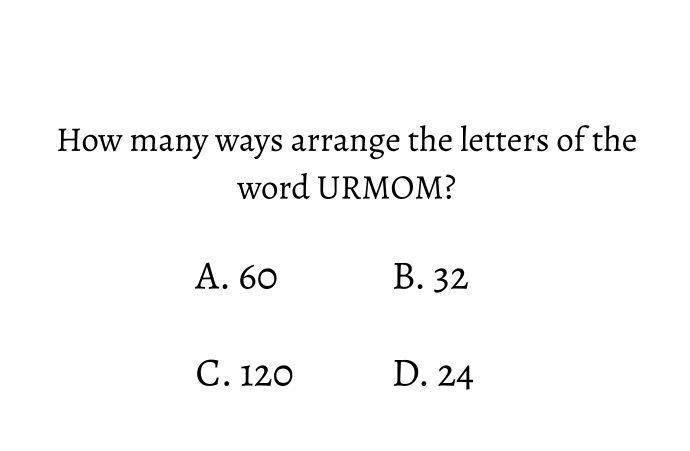 How many ways arrange the letters of the
word URMOM?
A. 60 B. 32
C. 120 D. 24